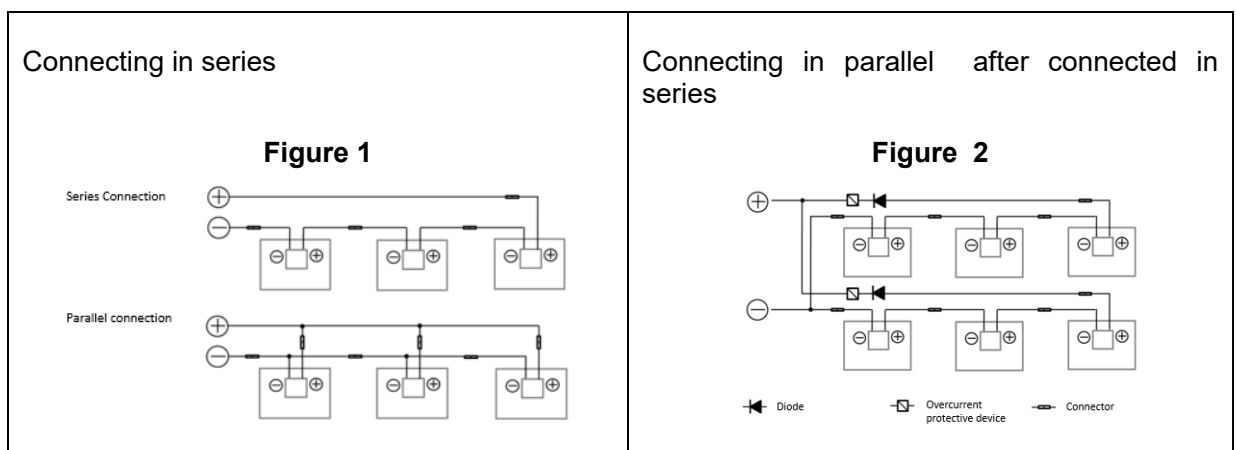 Connecting in series
Figure 1
Series Connection
+
−
− +
− +
− +
Parallel connection
+
−
− +
− +
− +
Connecting in parallel after connected in
series
Figure 2
+
− +
− +
− +
−
− +
− +
− +
Diode
Overcurrent
protective device
Connector